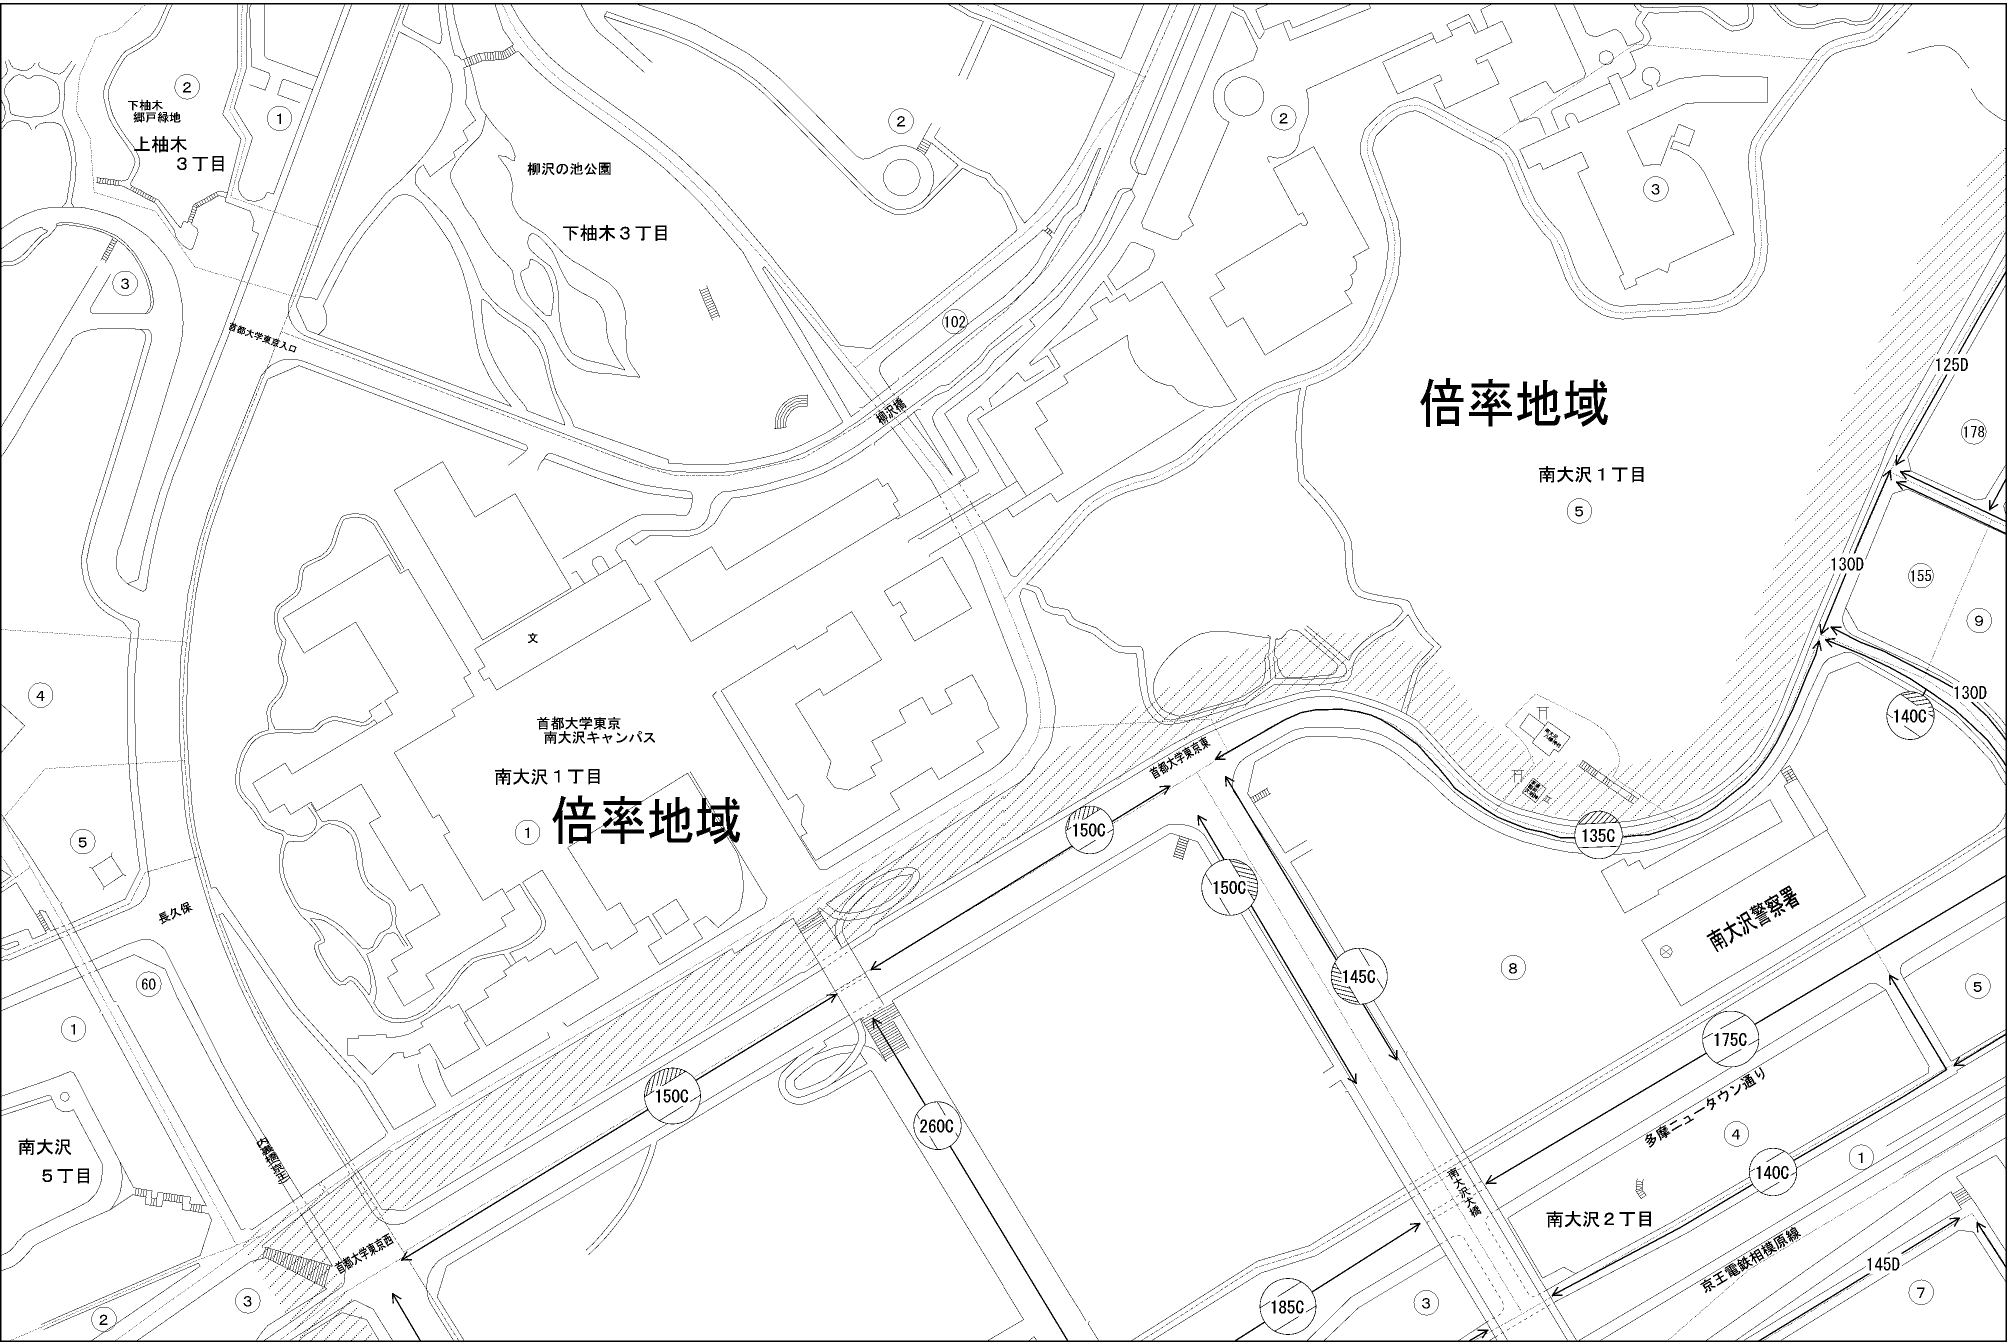 2
1
下柚木
郷戸緑地
上柚木
３丁目
2
2
柳沢の池公園
3
下柚木３丁目
3
102
首都大学東京入口
125D
柳沢橋
倍率地域
178
南大沢１丁目
5
130D
155
9
文
4
130D
140C
首都大学東京
南大沢キャンパス
首都大学東京東
南大沢１丁目
倍率地域
1
150C
135C
5
150C
長久保
南大沢警察署
145C
8
60
5
1
175C
150C
多摩ニュータウン通り
260C
4
南大沢
５丁目
1
140C
南大沢大橋
南大沢２丁目
首都大学東京西
京王電鉄相模原線
145D
3
185C
3
7
2